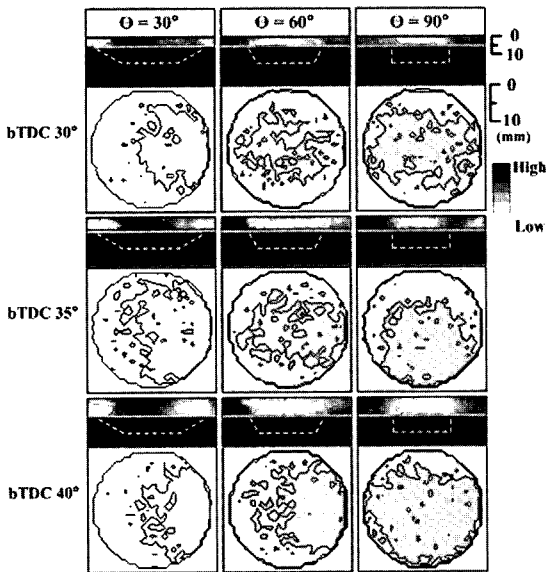 Θ = 30° Θ = 60° Θ = 90°
0
10
0
10
(mm)
bTDC 30°
High
Low
bTDC 35°
bTDC 40°